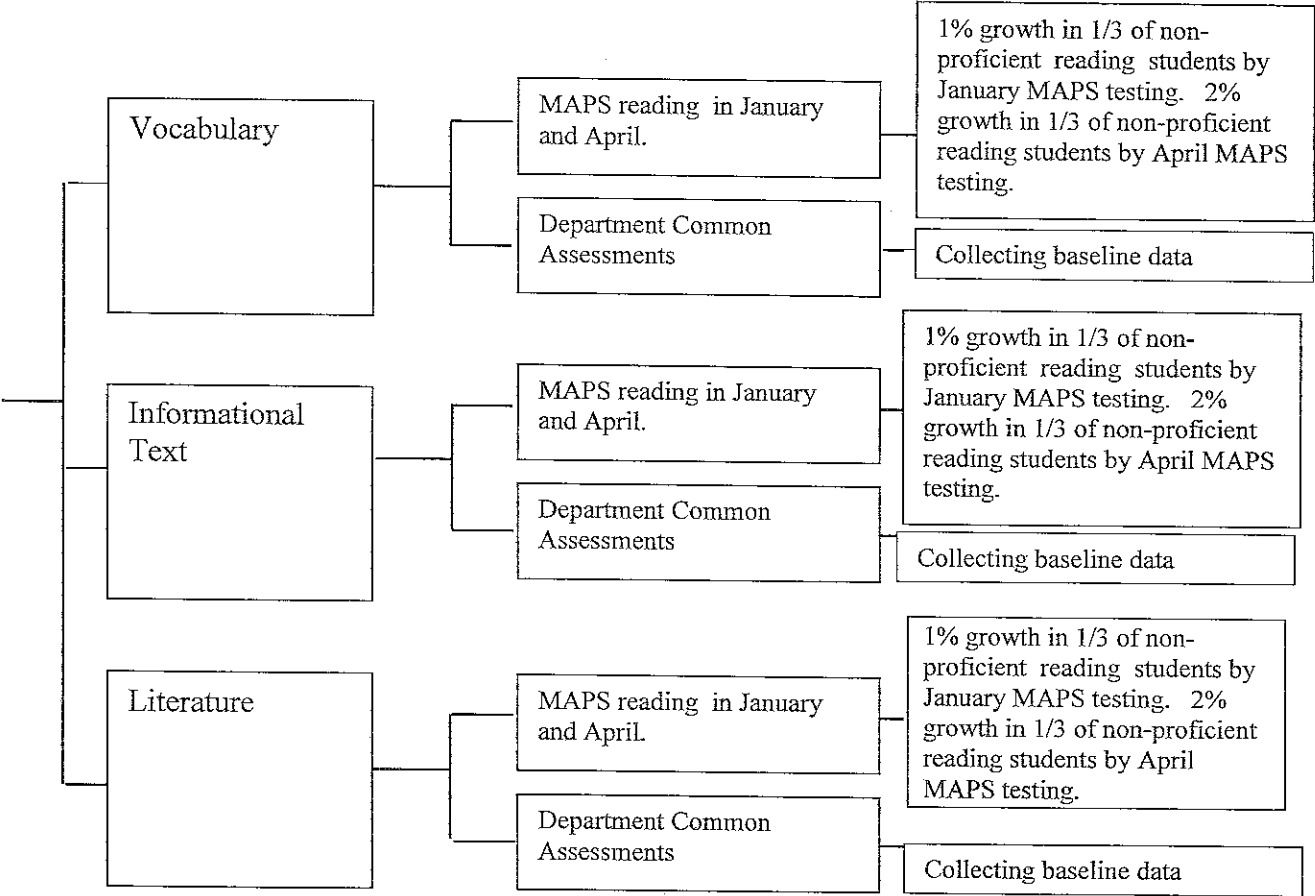 Vocabulary
MAPS reading in January
and April.
1% growth in 1/3 of non-
proficient reading students by
January MAPS testing. 2%
growth in 1/3 of non-proficient
reading students by April MAPS
testing.
Department Common
Assessments
Collecting baseline data
Informational
Text
MAPS reading in January
and April.
1% growth in 1/3 of non-
proficient reading students by
January MAPS testing. 2%
growth in 1/3 of non-proficient
reading students by April MAPS
testing.
Department Common
Assessments
Collecting baseline data
Literature
MAPS reading in January
and April.
1% growth in 1/3 of non-
proficient reading students by
January MAPS testing. 2%
growth in 1/3 of non-proficient
reading students by April
MAPS testing.
Department Common
Assessments
Collecting baseline data